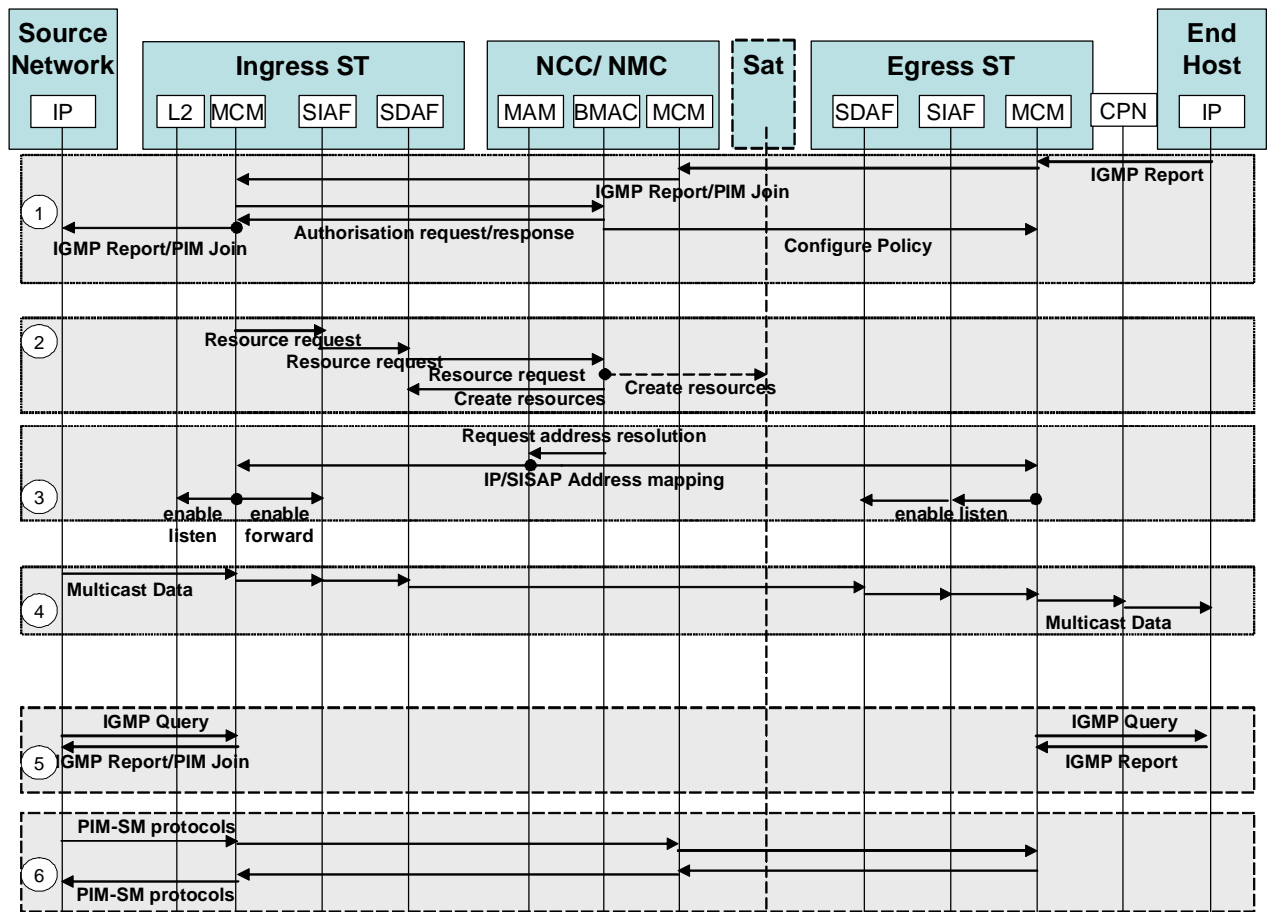 Source
Network
Ingress ST
NCC/ NMC
Sat
Egress ST
End
Host
IP
L2
MCM
SIAF
SDAF
MAM
BMAC
MCM
SDAF
SIAF
MCM
CPN
IP
1
IGMP Report
IGMP Report/PIM Join
Authorisation request/response
IGMP Report/PIM Join
Configure Policy
2
Resource request
Resource request
Resource request
Create resources
Create resources
3
Request address resolution
IP/SISAP Address mapping
enable
listen
enable
forward
enable listen
4
Multicast Data
Multicast Data
5
IGMP Query
IGMP Report/PIM Join
IGMP Query
IGMP Report
6
PIM-SM protocols
PIM-SM protocols